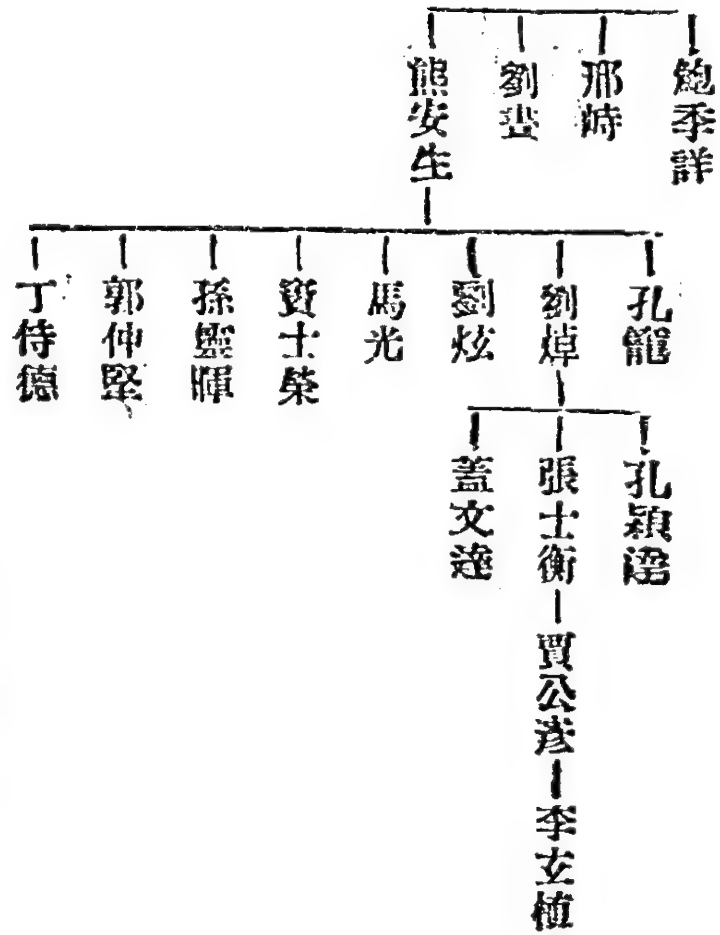 鮑季詳
邢峙
劉晝
熊安生
孔籠
劉焯
劉炫
馬光
竇士榮
孫靈暉
郭仲堅
丁恃德
孔穎達
張士衡
蓋文達
賈公彥
李玄植